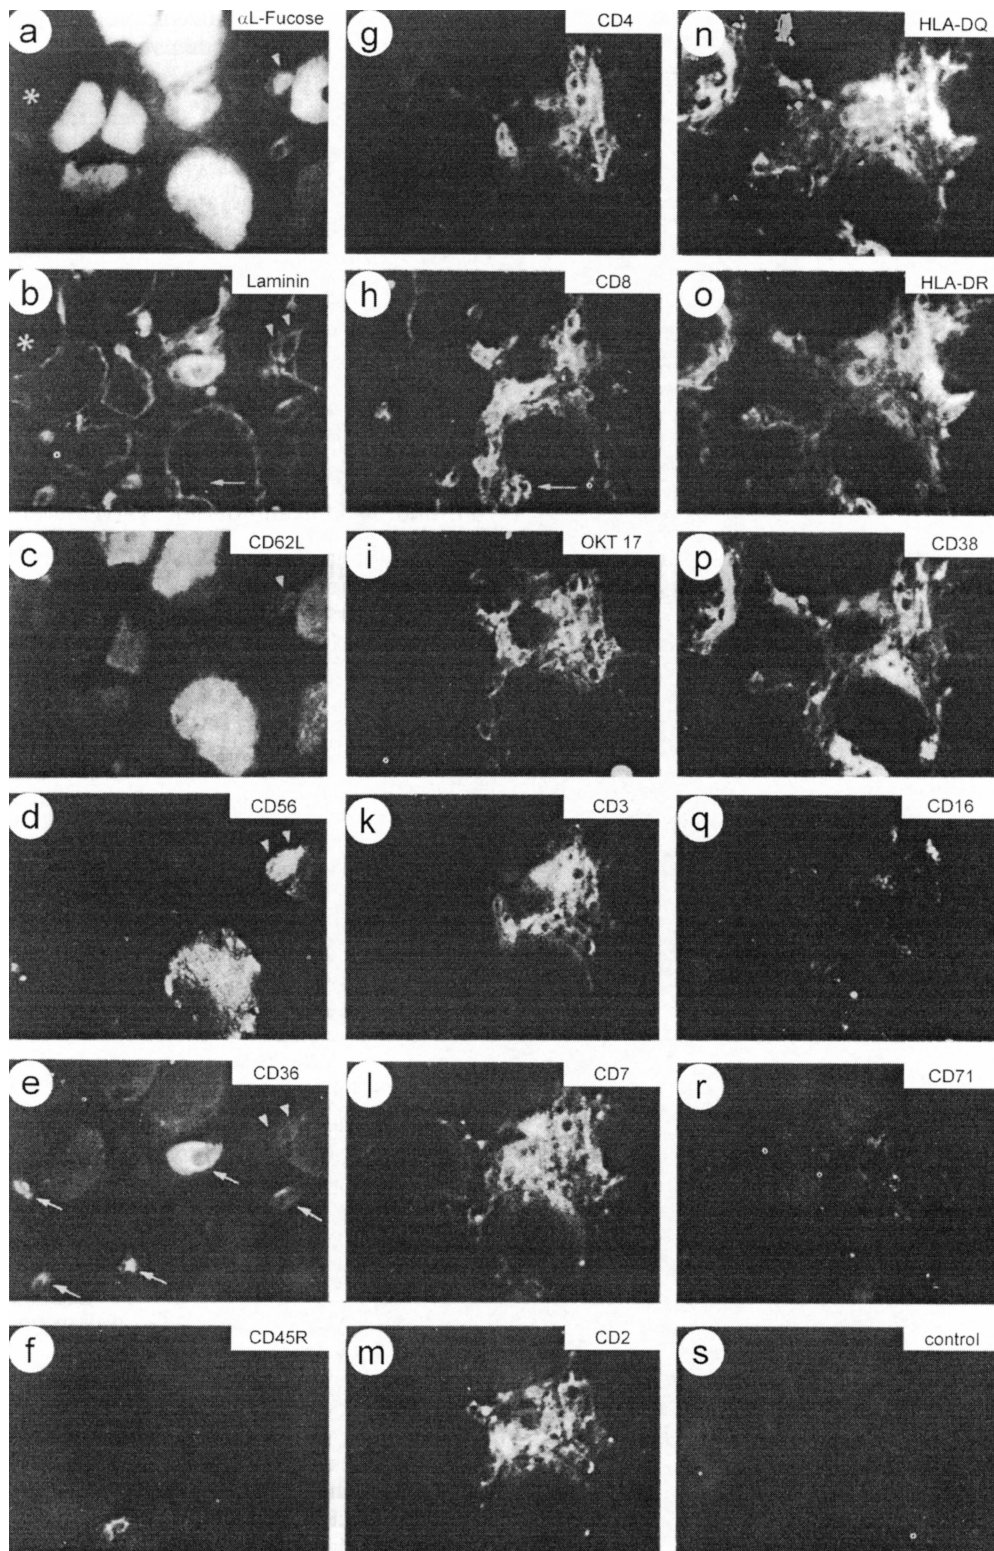 a
αL-Fucose
*
b
Laminin
*
c
CD62L
d
CD56
e
CD36
f
CD45R
g
CD4
h
CD8
i
OKT 17
k
CD3
l
CD7
m
CD2
n
HLA-DQ
o
HLA-DR
p
CD38
q
CD16
r
CD71
s
control